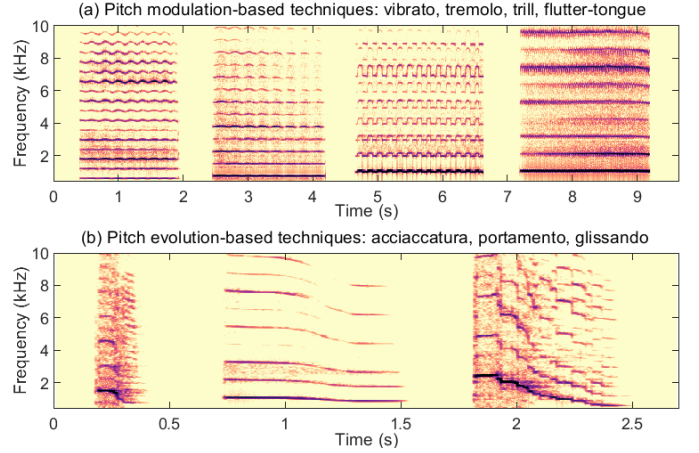 (a) Pitch modulation-based techniques: vibrato, tremolo, trill, flutter-tongue
10
8
6
4
2
Frequency (kHz)
0 1 2 3 4 5 6 7 8 9
Time (s)
(b) Pitch evolution-based techniques: acciaccatura, portamento, glissando
10
8
6
4
2
Frequency (kHz)
0 0.5 1 1.5 2 2.5
Time (s)